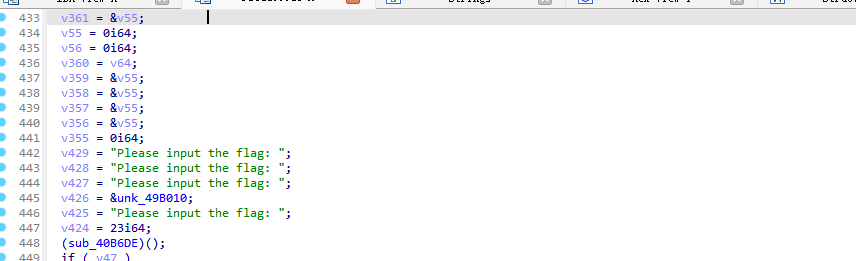 433 v361 = &v55;
434 v55 = 0i64;
435 v56 = 0i64;
436 v360 = v64;
437 v359 = &v55;
438 v358 = &v55;
439 v357 = &v55;
440 v356 = &v55;
441 v355 = 0i64;
442 v429 = "Please input the flag: ";
443 v428 = "Please input the flag: ";
444 v427 = "Please input the flag: ";
445 v426 = &unk_49B010;
446 v425 = "Please input the flag: ";
447 v424 = 23i64;
448 (sub_40B6DE)();
449 if ( v47 )